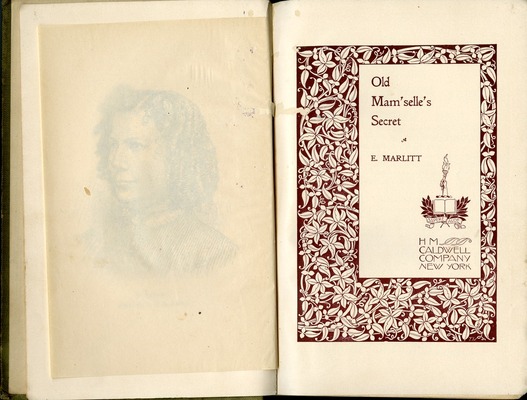 Old
Mam'selle's
Secret
E. MARLITT
H M
CALDWELL
COMPANY
NEW YORK